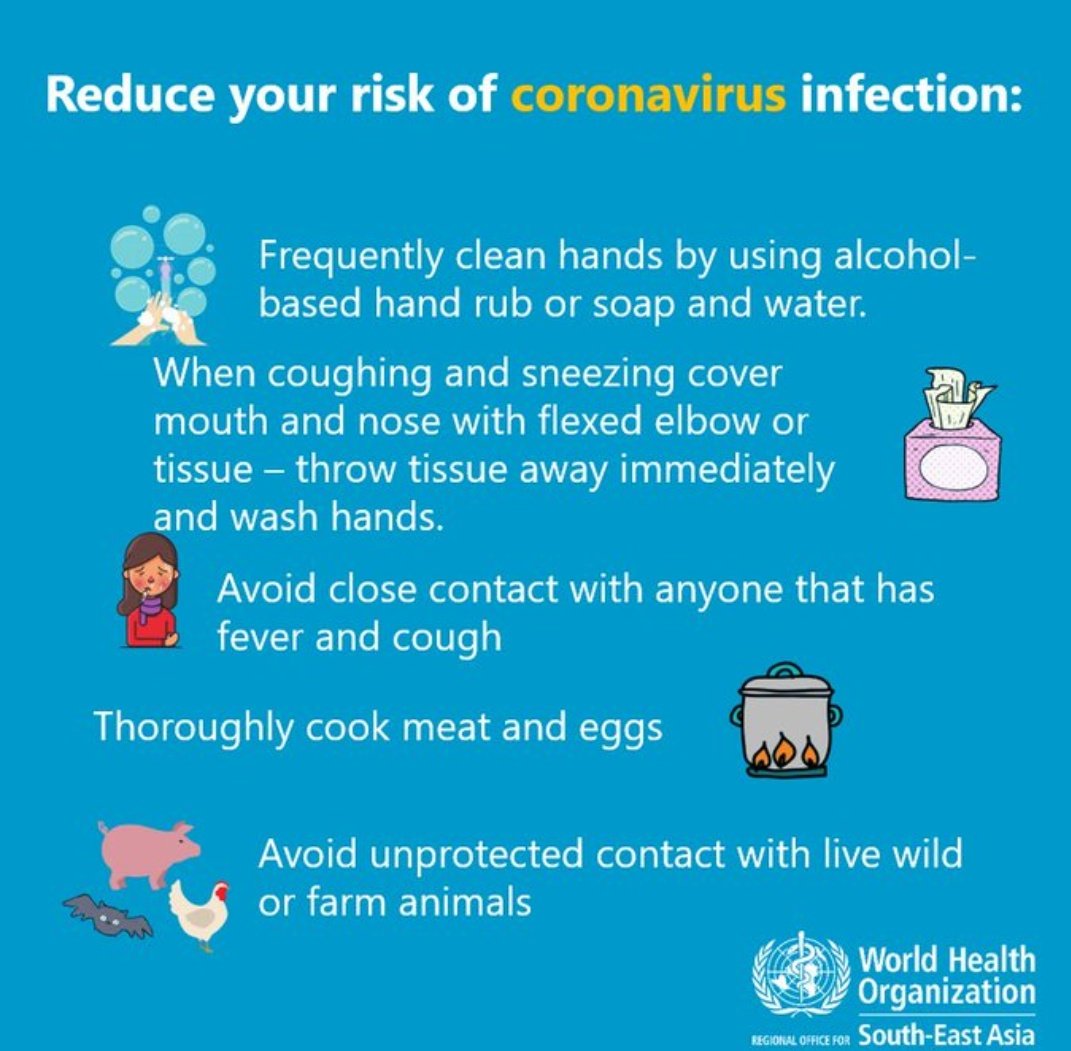 Reduce your risk of coronavirus infection:
Frequently clean hands by using alcohol-
based hand rub or soap and water.
When coughing and sneezing cover
mouth and nose with flexed elbow or
tissue – throw tissue away immediately
and wash hands.
Avoid close contact with anyone that has
fever and cough
Thoroughly cook meat and eggs
Avoid unprotected contact with live wild
or farm animals
World Health
Organization
REGIONAL OFFICE FOR South-East Asia